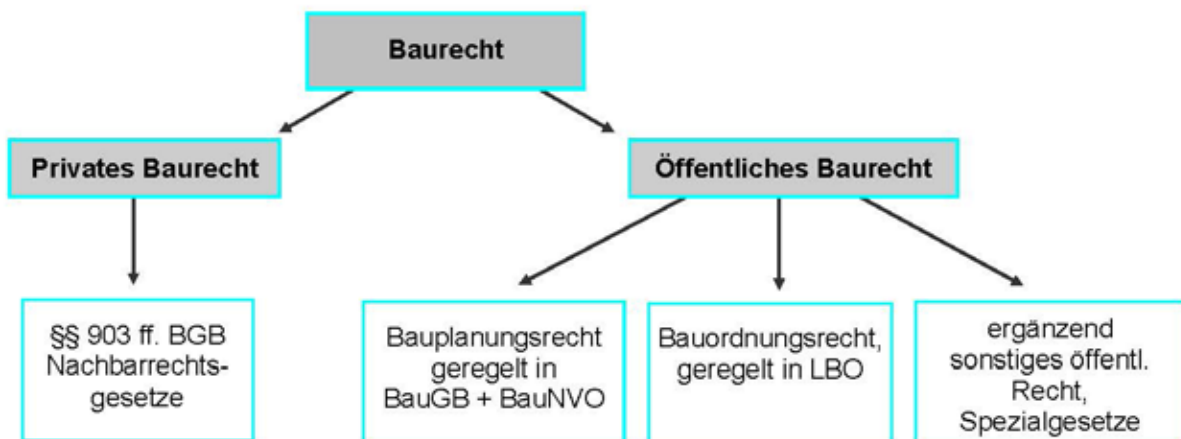 Baurecht
Privates Baurecht
Öffentliches Baurecht
§§ 903 ff. BGB
Nachbarrechts-
gesetze
Bauplanungsrecht
geregelt in
BauGB + BauNVO
Bauordnungsrecht,
geregelt in LBO
ergänzend
sonstiges öffentl.
Recht,
Spezialgesetze